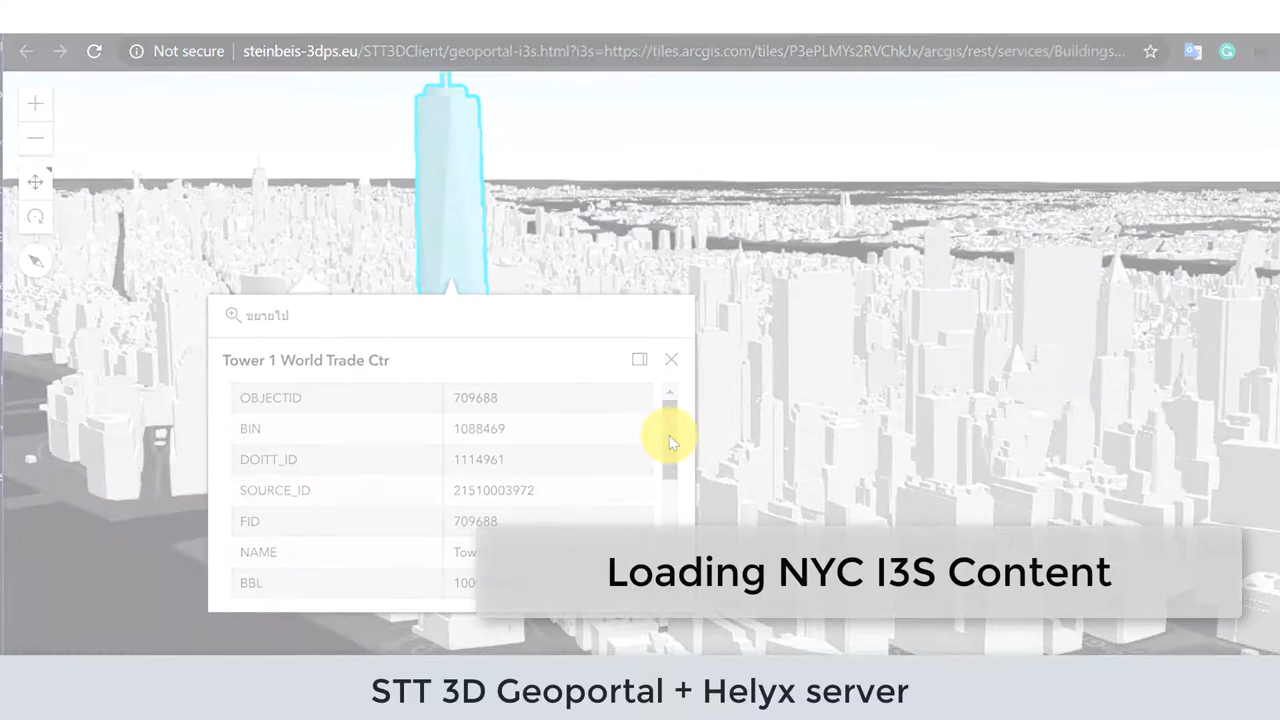 Not secure
steinbeis-3dps.eu/STT3DClient/geoportal-i3s.html?i3s=https://tiles.arcgis.com/tiles/P3ePLMYs2RVChkJx/arcgis/rest/services/Buildings...
ขยายไป
Tower 1 World Trade Ctr
OBJECTID 709688
BIN 1088469
DOITT_ID 1114961
SOURCE_ID 21510003972
FID 709688
NAME
BBL
Loading NYC I3S Content
STT 3D Geoportal + Helyx server